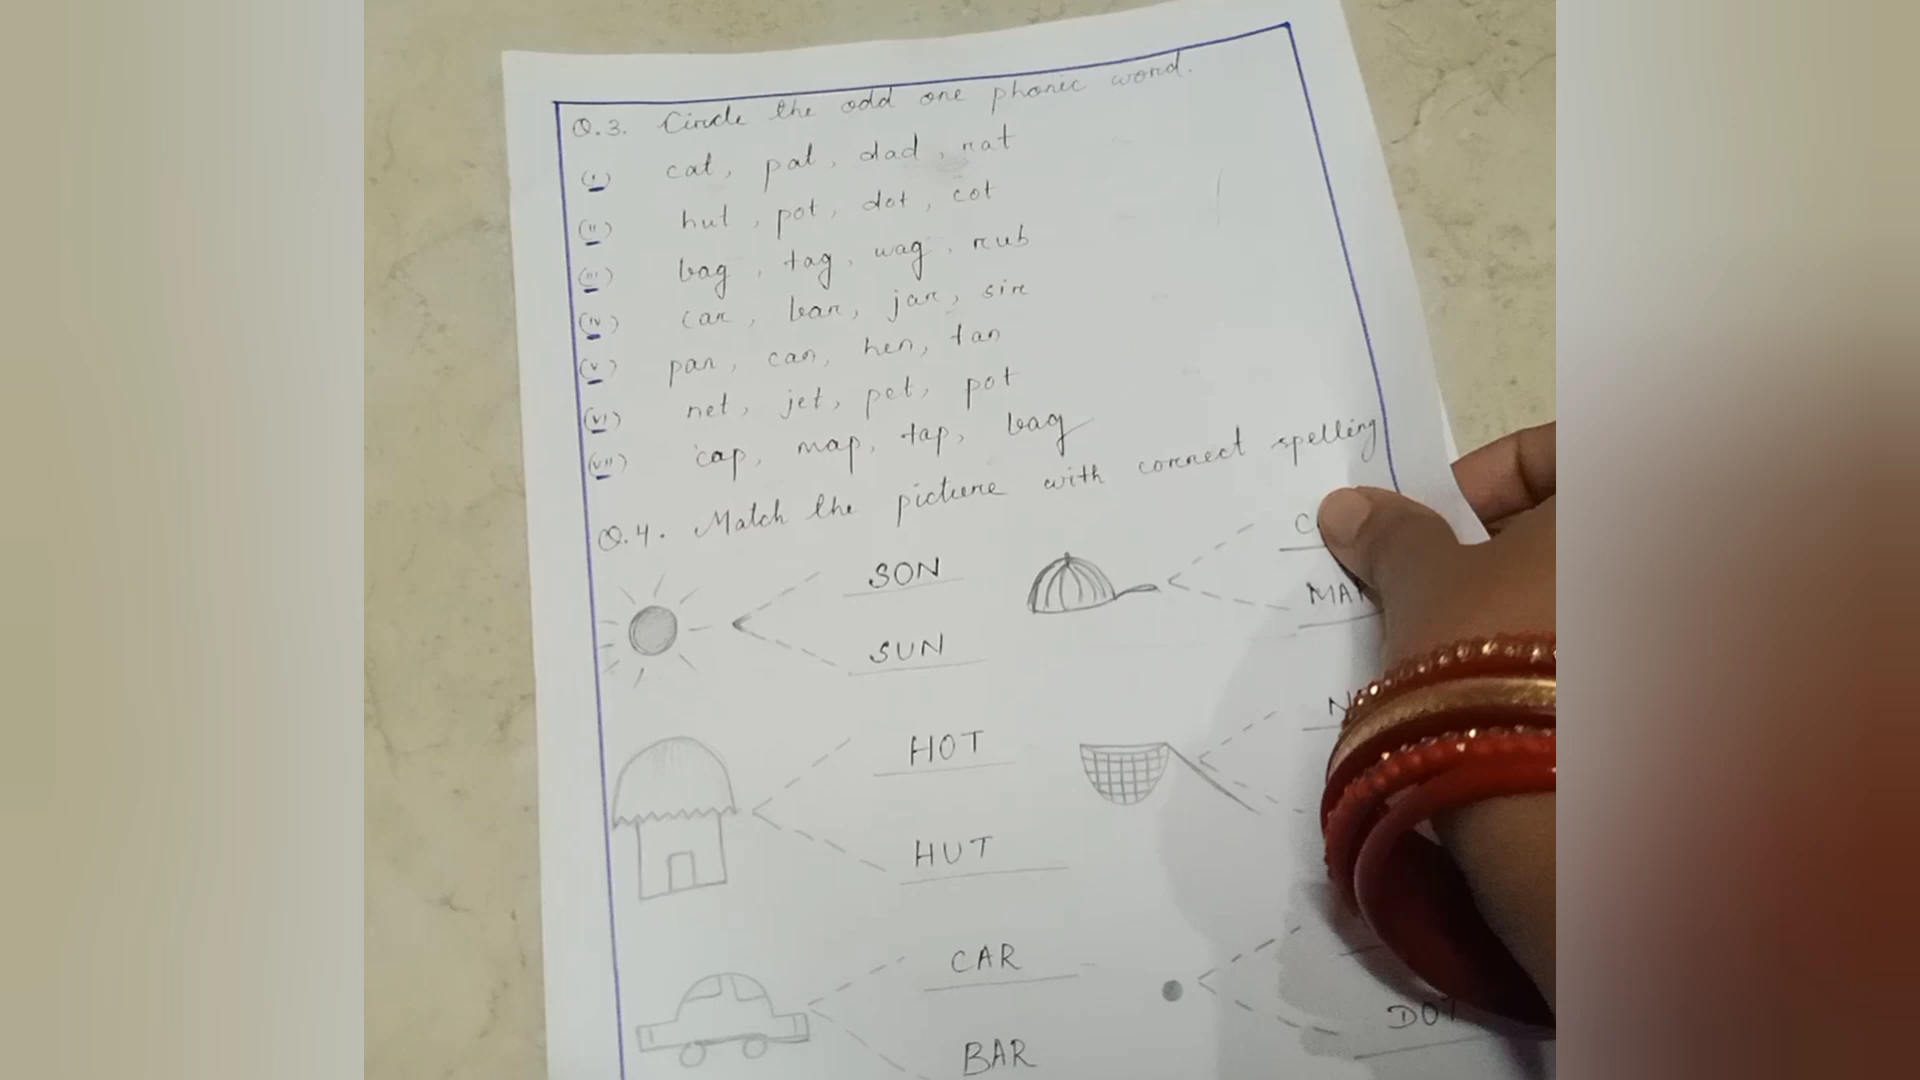 Q.3. Circle the odd one phonic word.
(i) cat, pat, dad, rat
(ii) hut, pot, dot, cot
(iii) bag, tag, wag, rub
(iv) car, bar, jar, sir
(v) pan, can, hen, tan
(vi) net, jet, pet, pot
(vii) cap, map, tap, bag
Q.4. Match the picture with correct spelling
SON
SUN
HOT
HUT
CAR
BAR
DOT